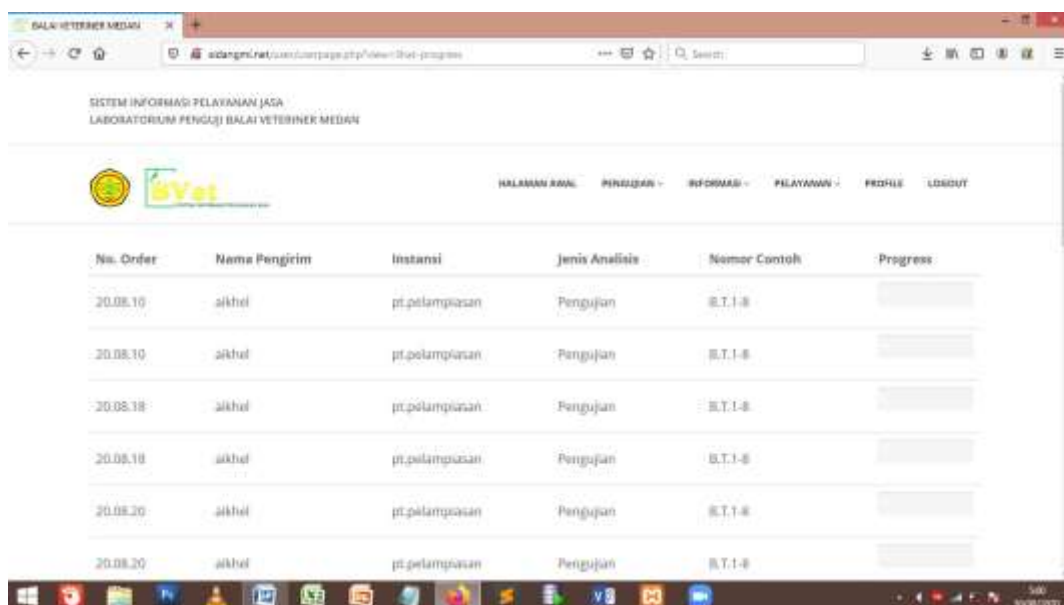 BALAI VETERINER MEDAN
Search
SISTEM INFORMASI PELAYANAN JASA
LABORATORIUM PENGUJI BALAI VETERINER MEDAN
BVet
HALAMAN AWAL PENGUJIAN INFORMASI PELAYANAN PROFILE LOGOUT
No. Order Nama Pengirim Instansi Jenis Analisis Nomor Contoh Progress
20.08.10 aikhel pt.pelampiasan Pengujian B.T.1-8
20.08.10 aikhel pt.pelampiasan Pengujian B.T.1-8
20.08.18 aikhel pt.pelampiasan Pengujian B.T.1-8
20.08.18 aikhel pt.pelampiasan Pengujian B.T.1-8
20.08.20 aikhel pt.pelampiasan Pengujian B.T.1-8
20.08.20 aikhel pt.pelampiasan Pengujian B.T.1-8